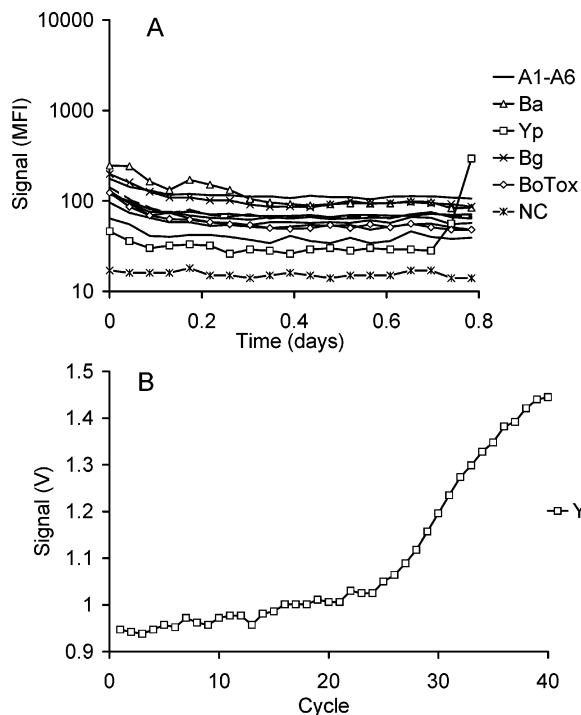 A
10000
1000
100
10
Signal (MFI)
0 0.2 0.4 0.6 0.8
Time (days)
A1-A6
Ba
Yp
Bg
BoTox
NC
B
1.5
1.4
1.3
1.2
1.1
1
0.9
Signal (V)
0 10 20 30 40
Cycle
Y